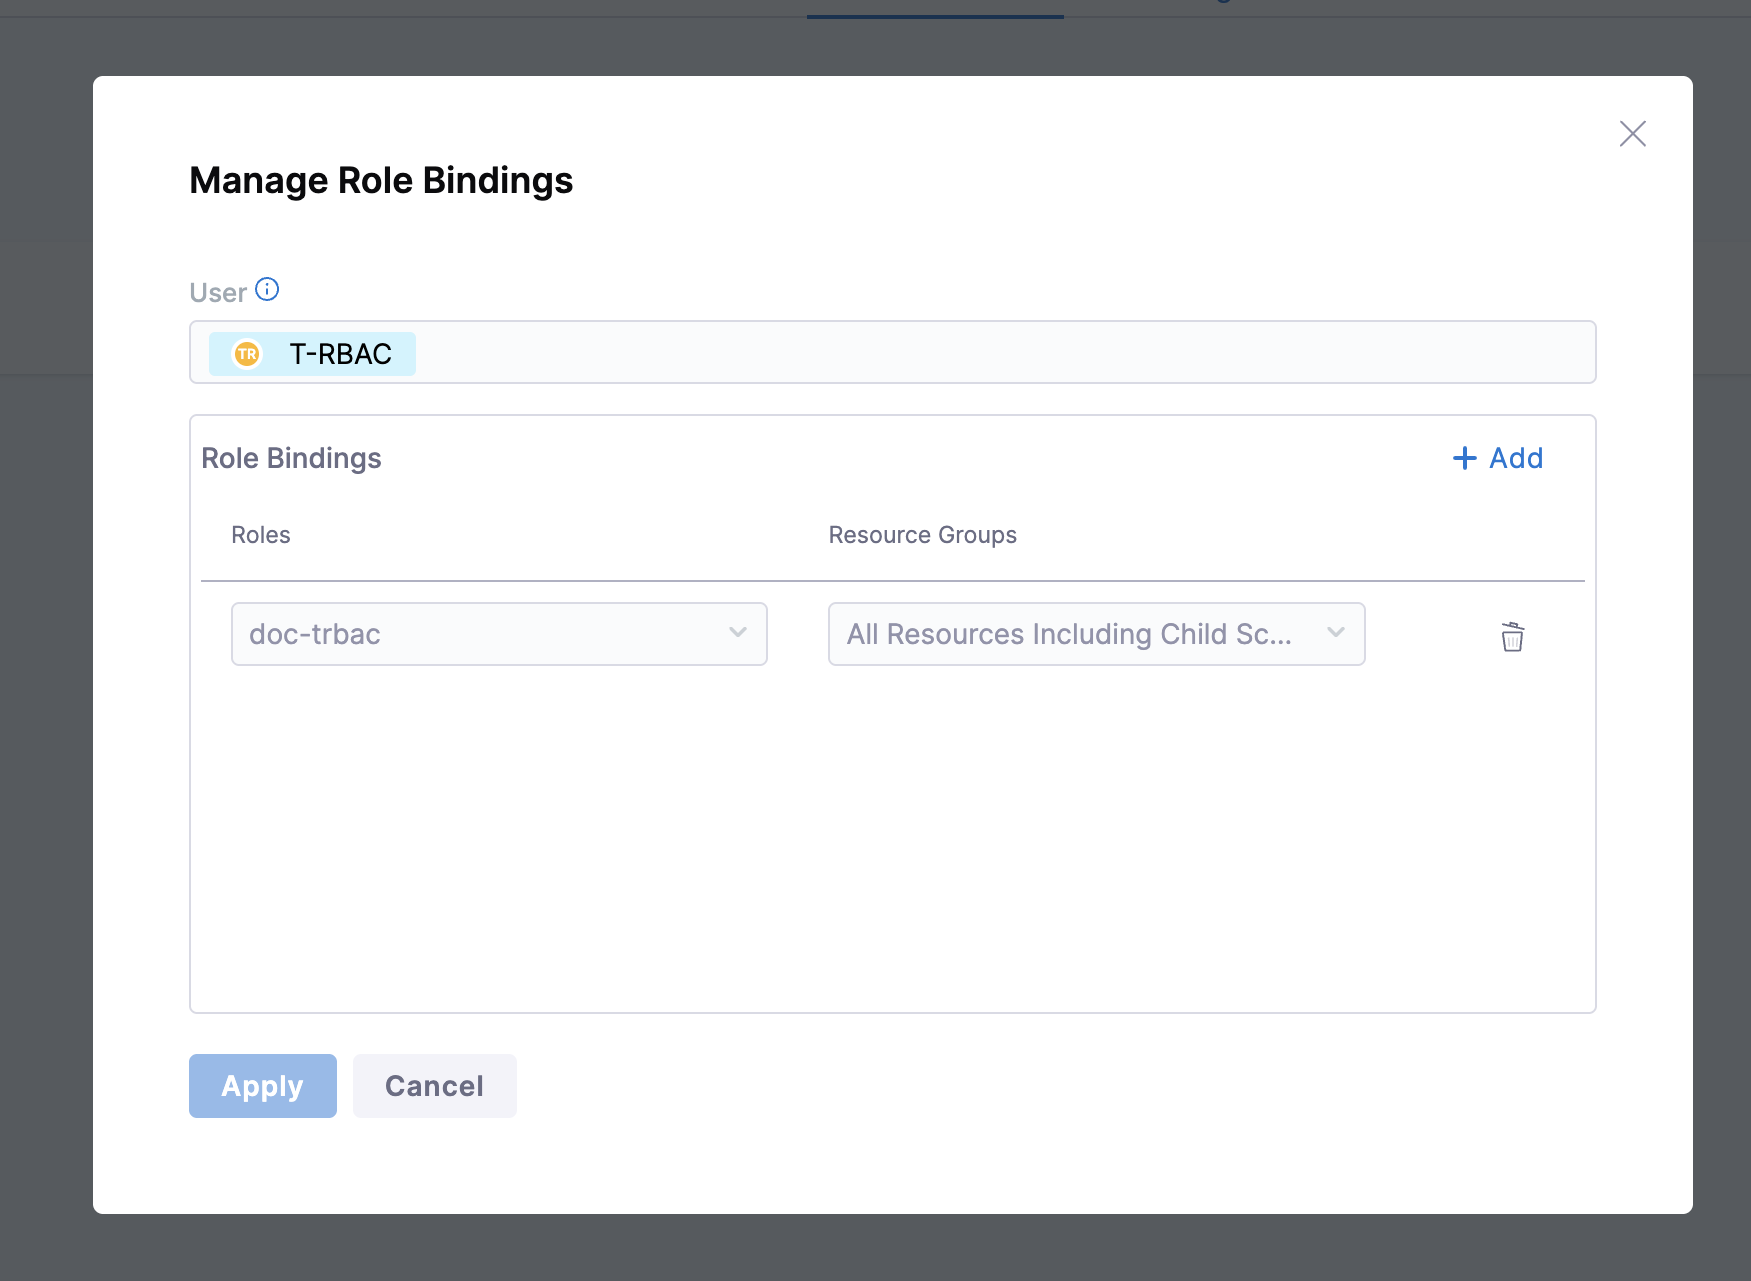 Manage Role Bindings
User
TR T-RBAC
Role Bindings
Add
Roles Resource Groups
doc-trbac All Resources Including Child Sc...
Apply Cancel